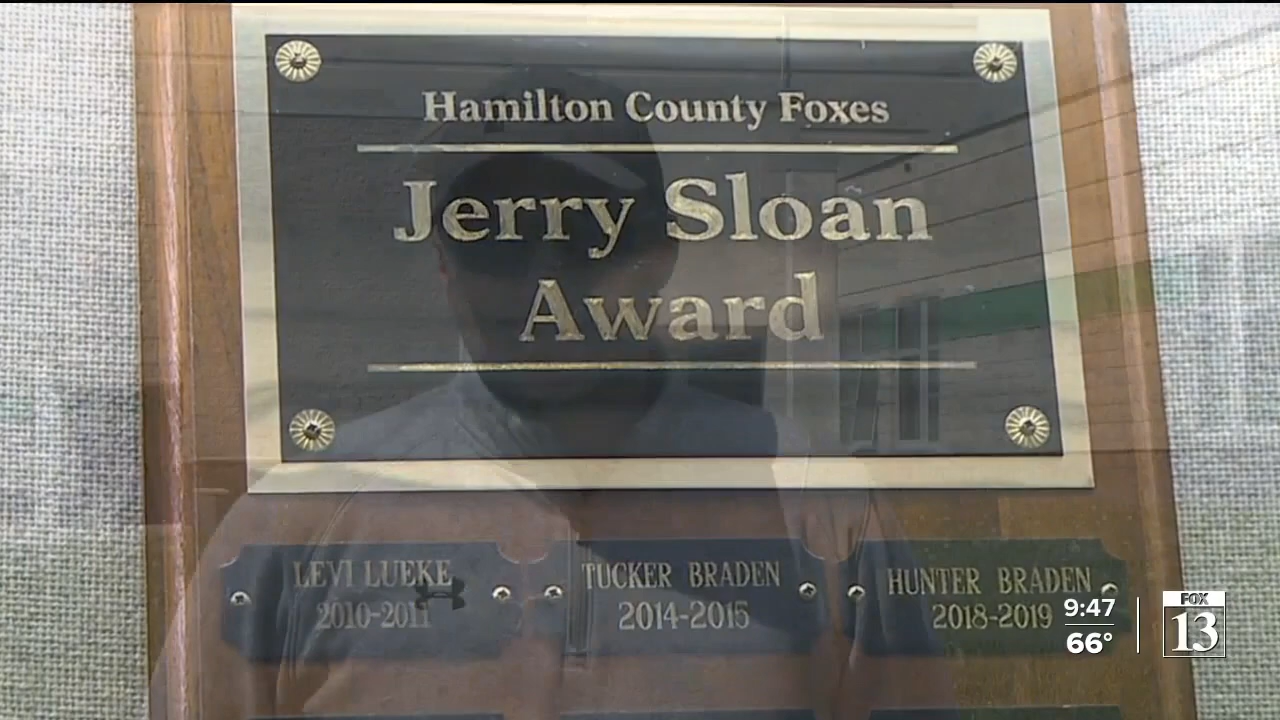 Hamilton County Foxes
Jerry Sloan
Award
LEVI LUEKE
2010-2011
TUCKER BRADEN
2014-2015
HUNTER BRADEN
2018-2019
9:47
66°
FOX
13